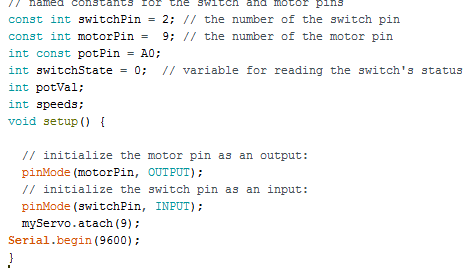 // named constants for the switch and motor pins
const int switchPin = 2; // the number of the switch pin
const int motorPin =  9; // the number of the motor pin
int const potPin = A0;
int switchState = 0;  // variable for reading the switch's status
int potVal;
int speeds;
void setup() {
// initialize the motor pin as an output:
pinMode(motorPin, OUTPUT);
// initialize the switch pin as an input:
pinMode(switchPin, INPUT);
myServo.atach(9);
Serial.begin(9600);
}